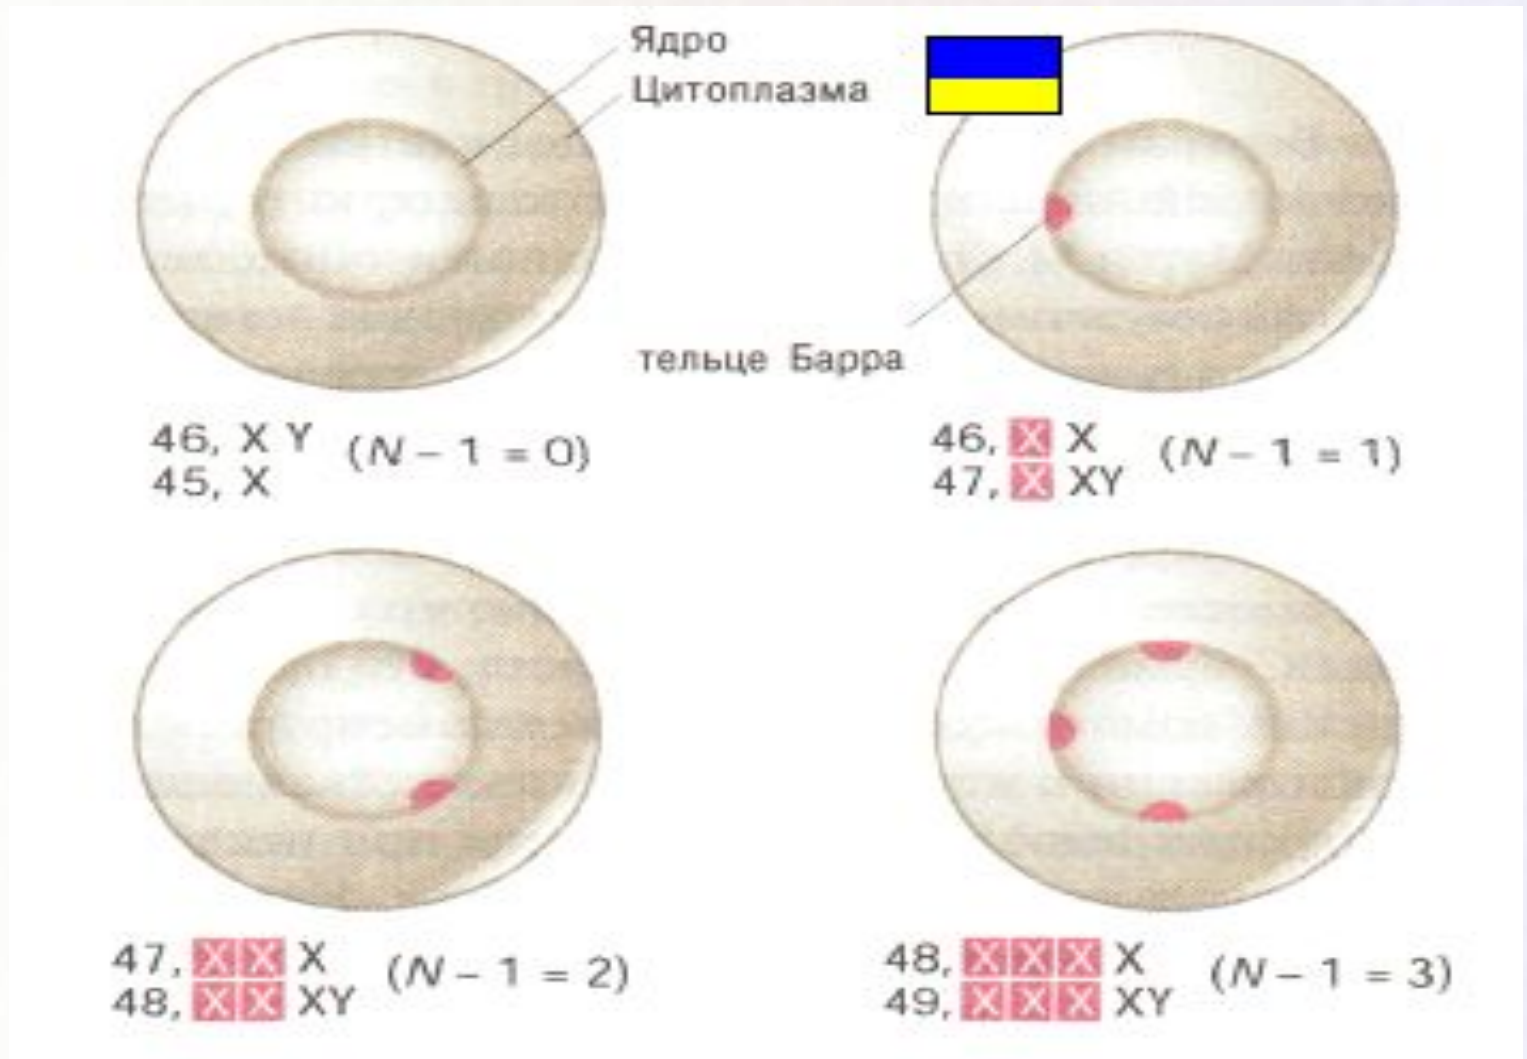 Ядро
Цитоплазма
тельце Барра
46, X Y (N – 1 = 0)
45, X
46, X X (N – 1 = 1)
47, X XY
47, X X X (N – 1 = 2)
48, X X XY
48, X X X X (N – 1 = 3)
49, X X X XY